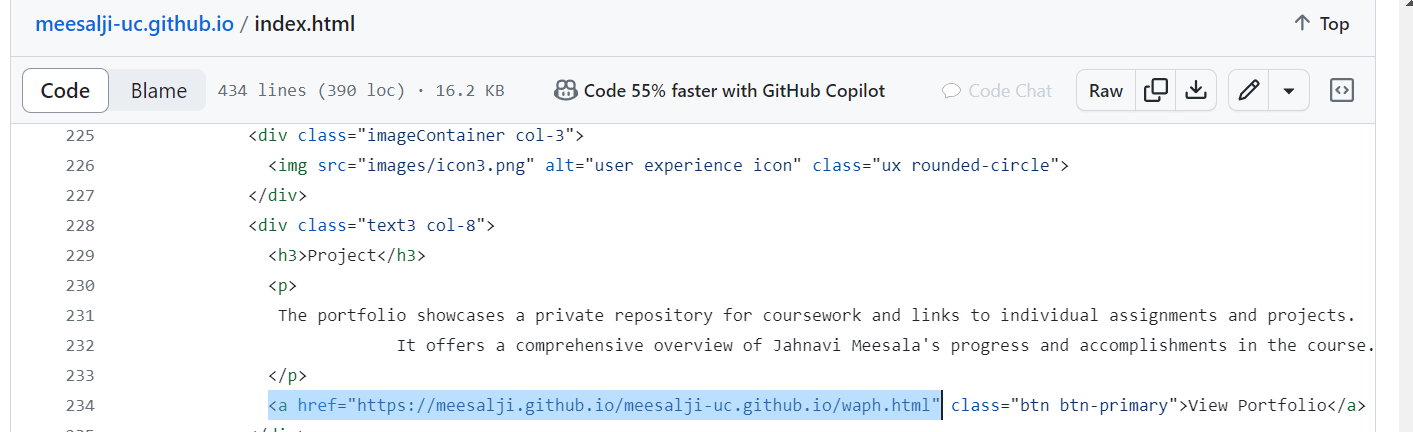 meesalji-uc.github.io / index.html Top
Code Blame 434 lines (390 loc) · 16.2 KB Code 55% faster with GitHub Copilot Code Chat Raw
225 <div class="imageContainer col-3">
226 <img src="images/icon3.png" alt="user experience icon" class="ux rounded-circle">
227 </div>
228 <div class="text3 col-8">
229 <h3>Project</h3>
230 <p>
231 The portfolio showcases a private repository for coursework and links to individual assignments and projects.
232 It offers a comprehensive overview of Jahnavi Meesala's progress and accomplishments in the course.
233 </p>
234 <a href="https://meesalji.github.io/meesalji-uc.github.io/waph.html" class="btn btn-primary">View Portfolio</a>